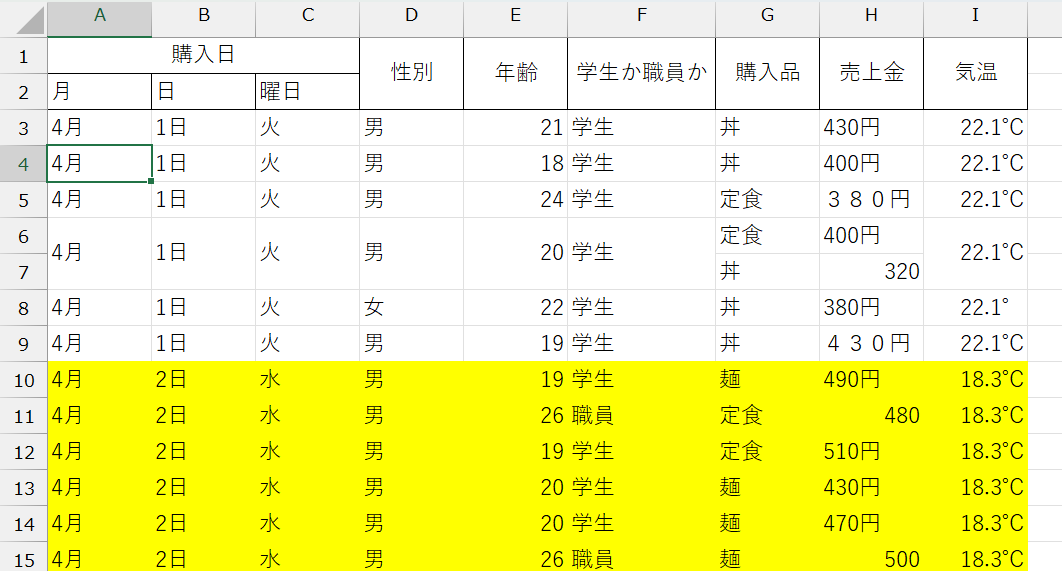 A B C D E F G H I
1 購入日 性別 年齢 学生か職員か 購入品 売上金 気温
2 月 日 曜日
3 4月 1日 火 男 21 学生 丼 430円 22.1℃
4 4月 1日 火 男 18 学生 丼 400円 22.1℃
5 4月 1日 火 男 24 学生 定食 ３８０円 22.1℃
6 4月 1日 火 男 20 学生 定食 400円 22.1℃
7 丼 320
8 4月 1日 火 女 22 学生 丼 380円 22.1°
9 4月 1日 火 男 19 学生 丼 ４３０円 22.1℃
10 4月 2日 水 男 19 学生 麺 490円 18.3℃
11 4月 2日 水 男 26 職員 定食 480 18.3℃
12 4月 2日 水 男 19 学生 定食 510円 18.3℃
13 4月 2日 水 男 20 学生 麺 430円 18.3℃
14 4月 2日 水 男 20 学生 麺 470円 18.3℃
15 4月 2日 水 男 26 職員 麺 500 18.3℃